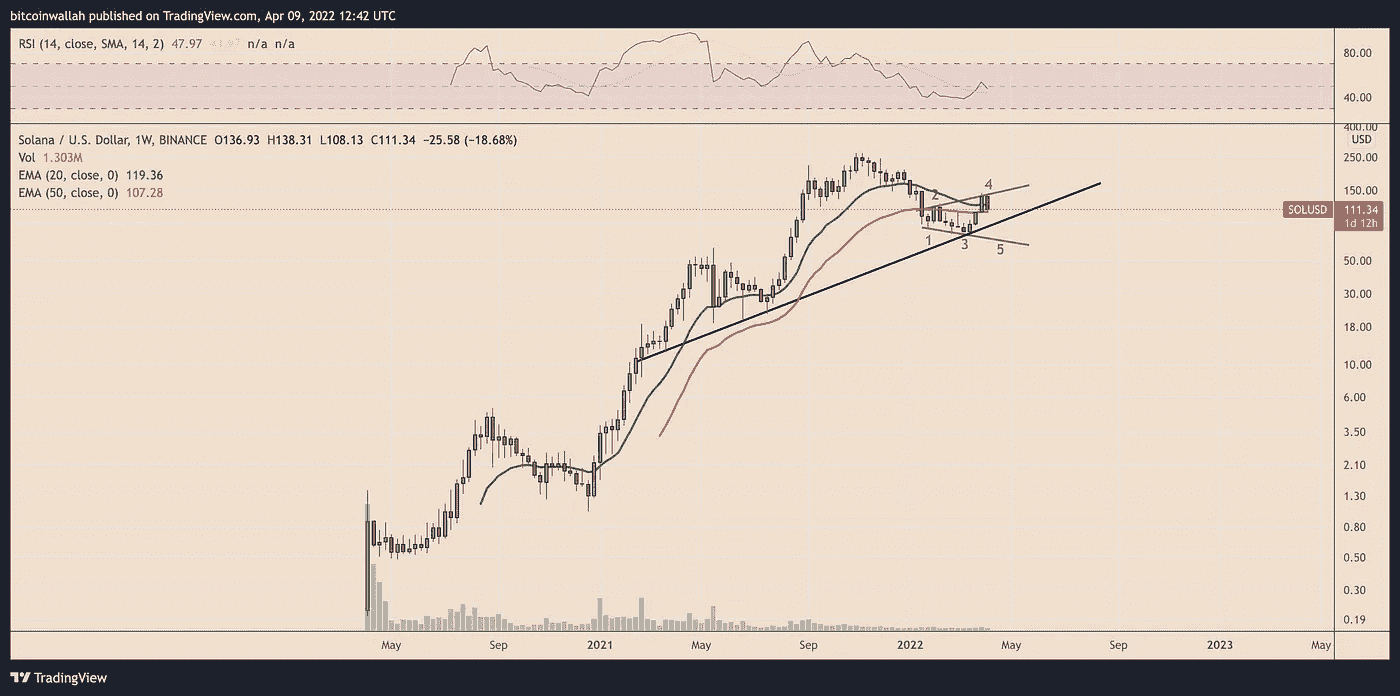 bitcoinwallah published on TradingView.com, Apr 09, 2022 12:42 UTC
RSI (14, close, SMA, 14, 2) 47.97 n/a n/a
80.00
40.00
Solana / U.S. Dollar, 1W, BINANCE O136.93 H138.31 L108.13 C111.34 −25.58 (−18.68%)
Vol 1.303M
EMA (20, close, 0) 119.36
EMA (50, close, 0) 107.28
400.00
USD
250.00
150.00
SOLUSD 111.34
1d 12h
50.00
30.00
18.00
10.00
6.00
3.50
2.10
1.30
0.80
0.50
0.30
0.19
4
2
1
3
5
May Sep 2021 May Sep 2022 May Sep 2023 May
TradingView